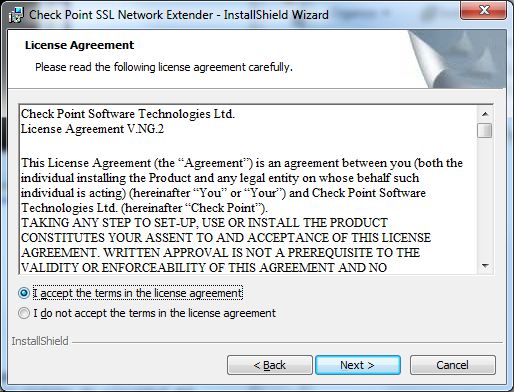 Check Point SSL Network Extender - InstallShield Wizard
License Agreement
Please read the following license agreement carefully.
Check Point Software Technologies Ltd.
License Agreement V.NG.2
This License Agreement (the “Agreement”) is an agreement between you (both the
individual installing the Product and any legal entity on whose behalf such
individual is acting) (hereinafter “You” or “Your”) and Check Point Software
Technologies Ltd. (hereinafter “Check Point”).
TAKING ANY STEP TO SET-UP, USE OR INSTALL THE PRODUCT
CONSTITUTES YOUR ASSENT TO AND ACCEPTANCE OF THIS LICENSE
AGREEMENT. WRITTEN APPROVAL IS NOT A PREREQUISITE TO THE
VALIDITY OR ENFORCEABILITY OF THIS AGREEMENT AND NO
I accept the terms in the license agreement
I do not accept the terms in the license agreement
InstallShield
< Back
Next >
Cancel